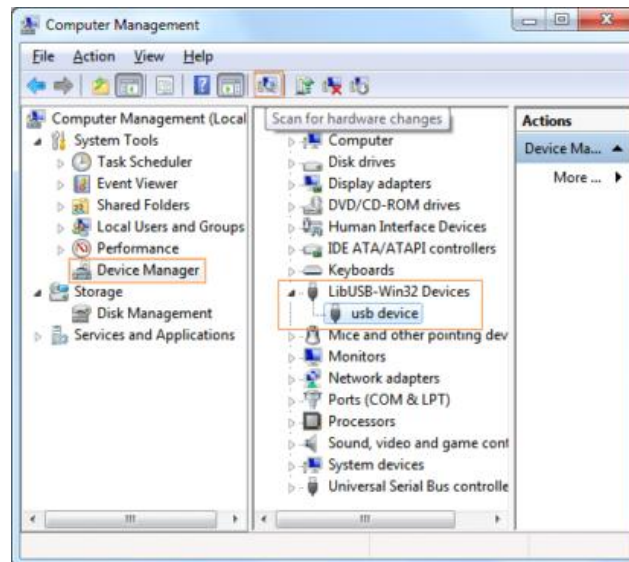 Computer Management
File Action View Help
Scan for hardware changes
Computer Management (Local
System Tools
Task Scheduler
Event Viewer
Shared Folders
Local Users and Groups
Performance
Device Manager
Storage
Disk Management
Services and Applications
Computer
Disk drives
Display adapters
DVD/CD-ROM drives
Human Interface Devices
IDE ATA/ATAPI controllers
Keyboards
LibUSB-Win32 Devices
usb device
Mice and other pointing dev
Monitors
Network adapters
Ports (COM & LPT)
Processors
Sound, video and game cont
System devices
Universal Serial Bus controlle
Actions
Device Ma...
More ...